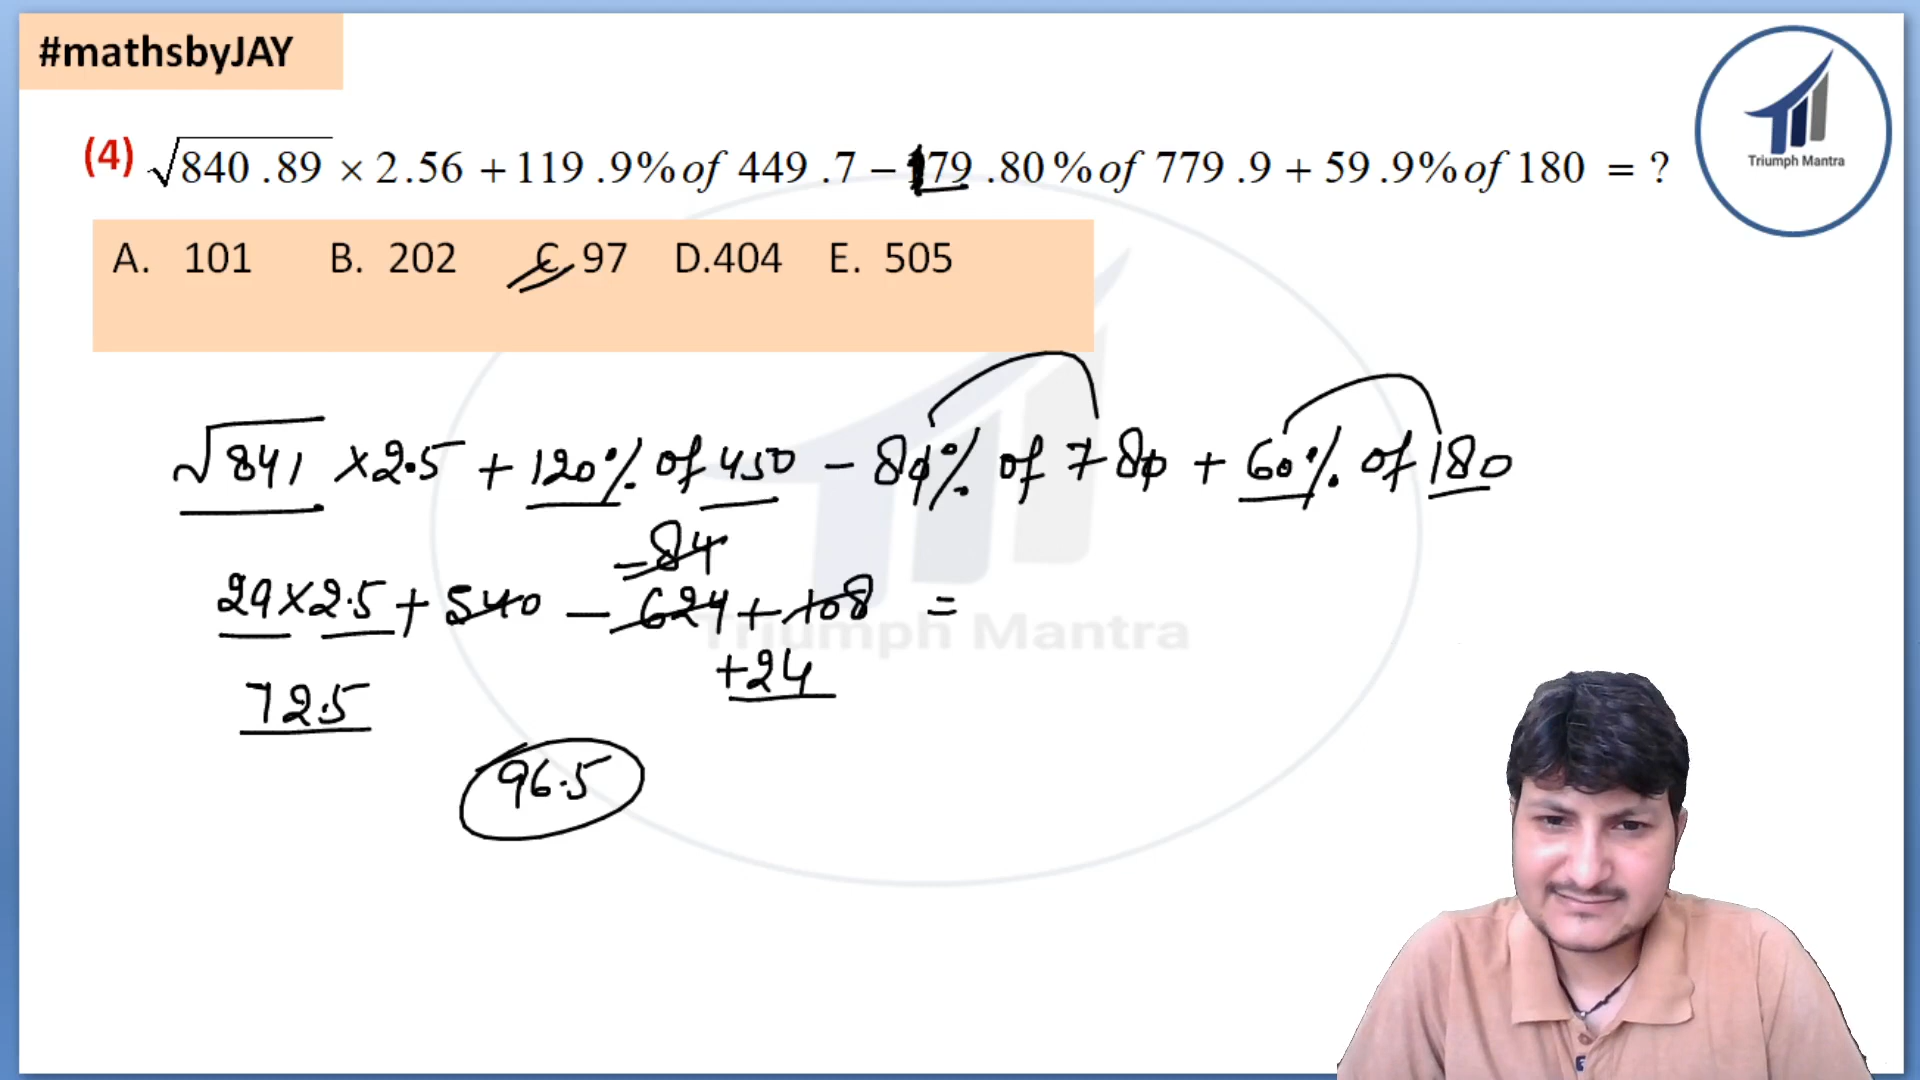 #mathsbyJAY
Triumph Mantra
(4) √840.89 × 2.56 + 119.9% of 449.7 − 179.80% of 779.9 + 59.9% of 180 = ?
A. 101 B. 202 C. 97 D.404 E. 505
√841 × 2.5 + 120% of 450 − 80% of 780 + 60% of 180
− 84
29 × 2.5 + 540 − 624 + 108 =
Triumph Mantra
+24
72.5
96.5